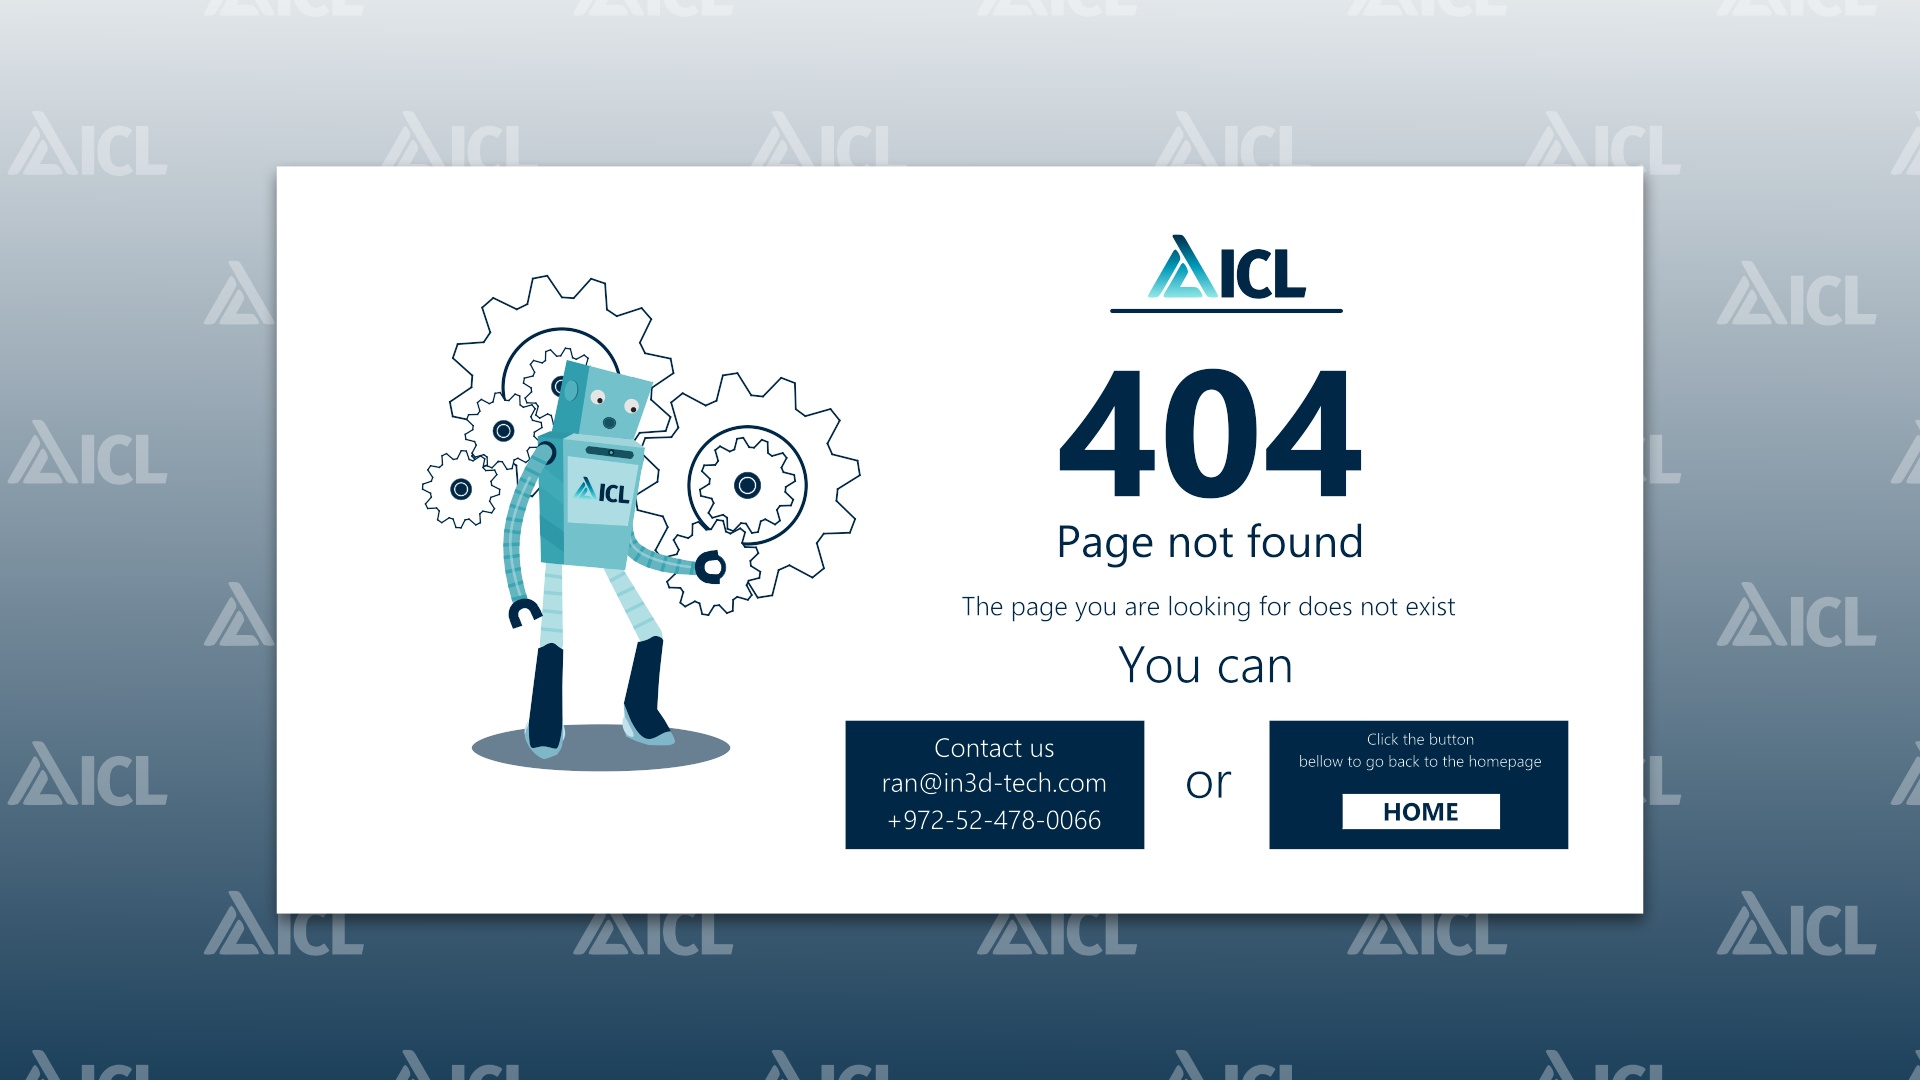 ICL
404
Page not found
The page you are looking for does not exist
You can
Contact us
ran@in3d-tech.com
+972-52-478-0066
or
Click the button
bellow to go back to the homepage
HOME
ICL